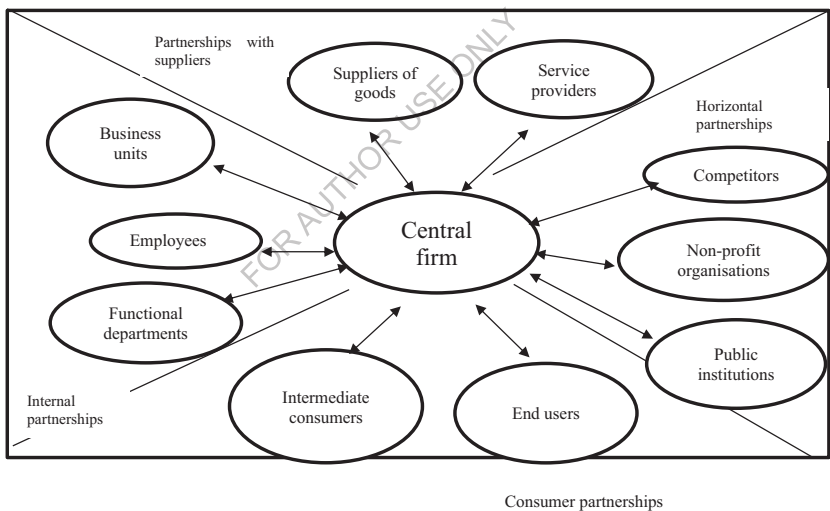 Partnerships with
suppliers
Suppliers of
goods
Service
providers
Horizontal
partnerships
Business
units
Competitors
Employees
Central
firm
Non-profit
organisations
Functional
departments
Public
institutions
Internal
partnerships
Intermediate
consumers
End users
Consumer partnerships
FOR AUTHOR USE ONLY